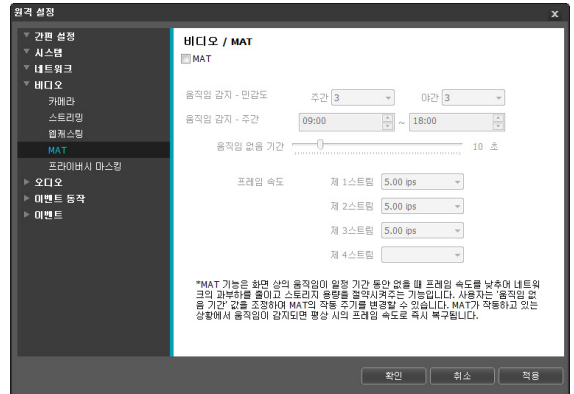 원격 설정 x
간편 설정
시스템
네트워크
비디오
카메라
스트리밍
웹캐스팅
MAT
프라이버시 마스킹
오디오
이벤트 동작
이벤트
비디오 / MAT
MAT
움직임 감지 - 민감도 주간 3 야간 3
움직임 감지 - 주간 09:00 ~ 18:00
움직임 없음 기간 10 초
프레임 속도 제 1스트림 5.00 ips
제 2스트림 5.00 ips
제 3스트림 5.00 ips
제 4스트림
*MAT 기능은 화면 상의 움직임이 일정 기간 동안 없을 때 프레임 속도를 낮추어 네트워
크의 과부하를 줄이고 스토리지 용량을 절약시켜주는 기능입니다. 사용자는 '움직임 없
음 기간' 값을 조정하여 MAT의 작동 주기를 변경할 수 있습니다. MAT가 작동하고 있는
상황에서 움직임이 감지되면 평상 시의 프레임 속도로 즉시 복구됩니다.
확인 취소 적용